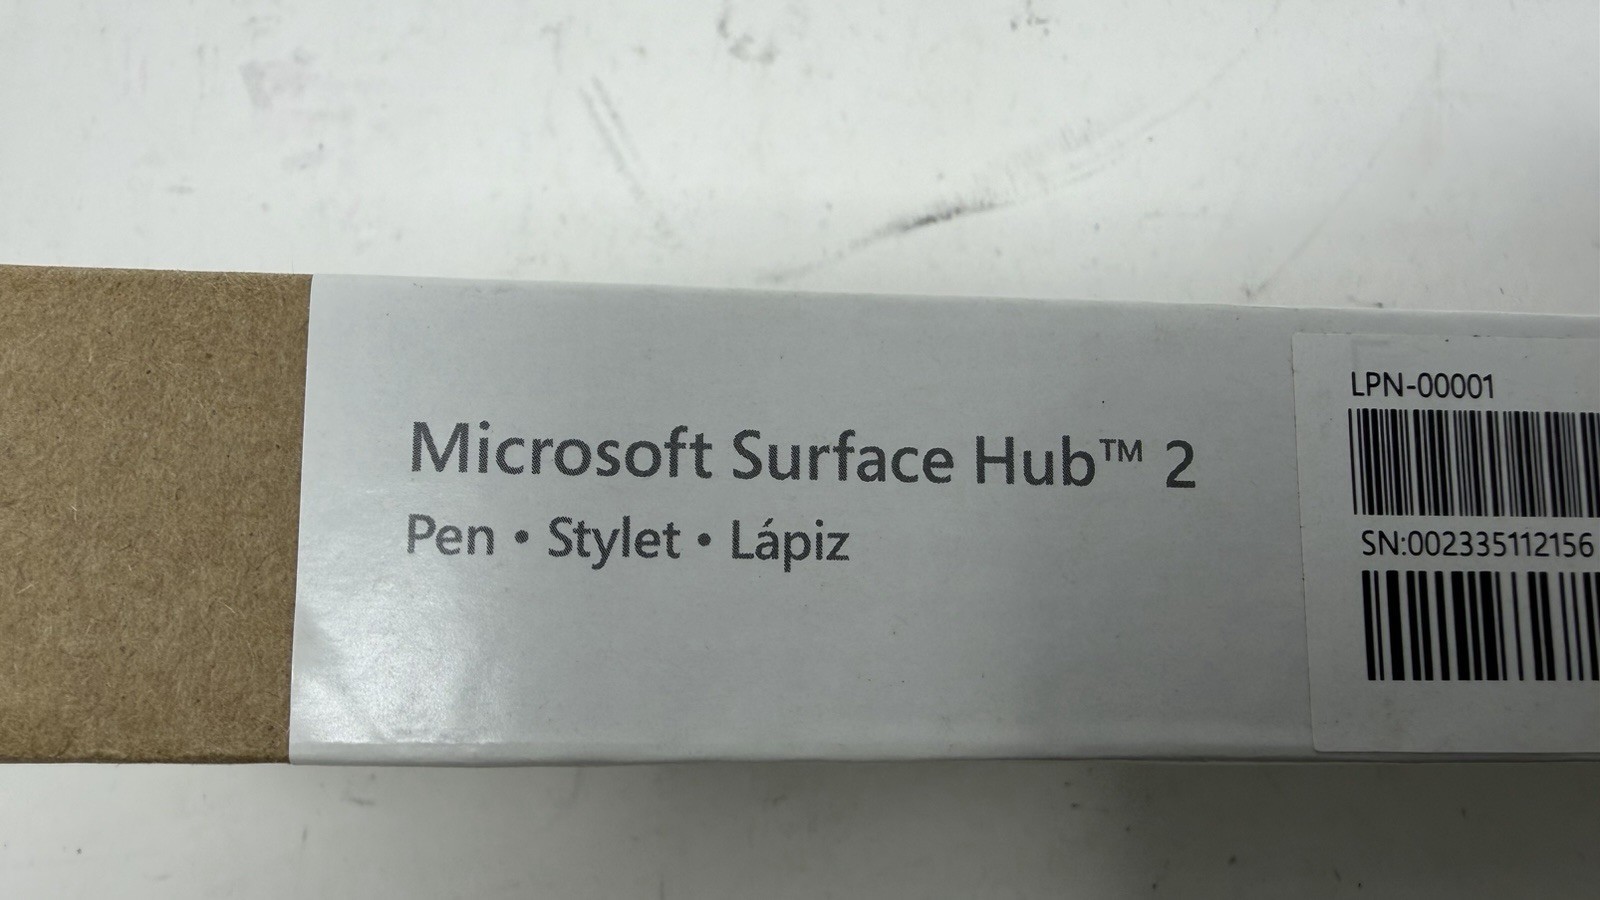 Microsoft Surface Hub™ 2
Pen • Stylet • Lápiz
LPN-00001
SN:002335112156